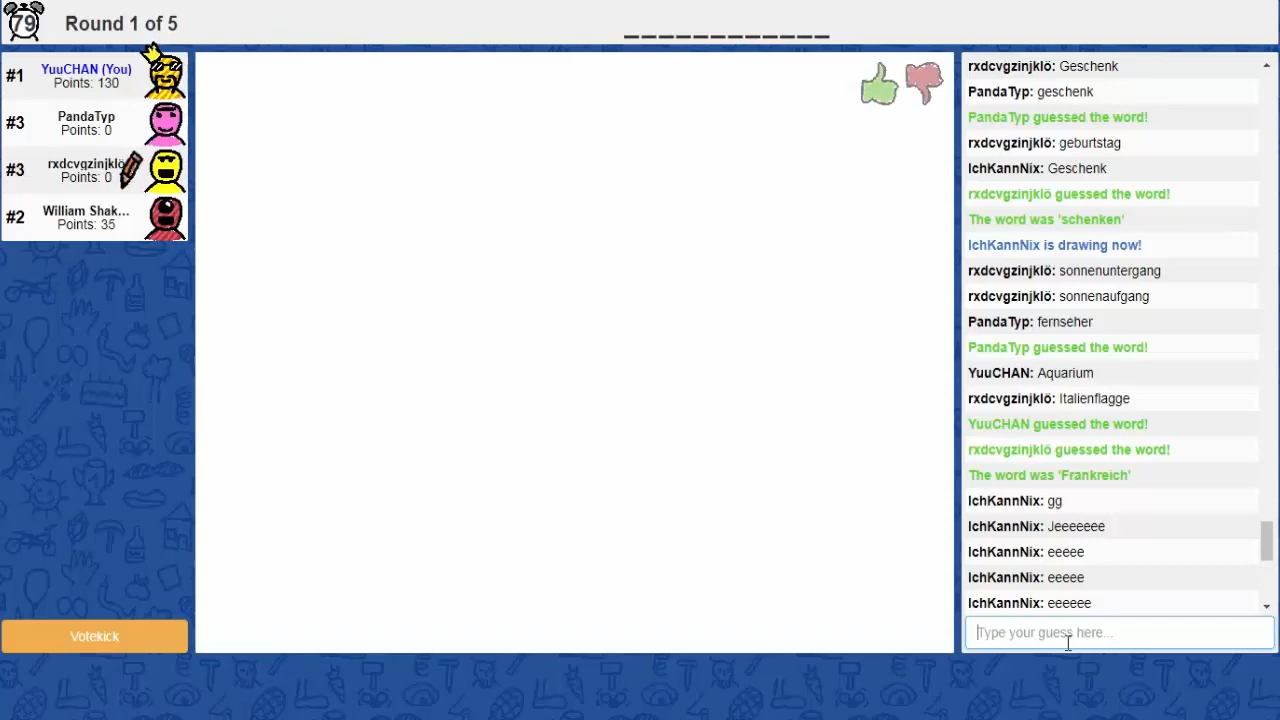 79
Round 1 of 5
____________
#1
YuuCHAN (You)
Points: 130
#3
PandaTyp
Points: 0
#3
rxdcvgzinjklö
Points: 0
#2
William Shak...
Points: 35
Votekick
rxdcvgzinjklö: Geschenk
PandaTyp: geschenk
PandaTyp guessed the word!
rxdcvgzinjklö: geburtstag
IchKannNix: Geschenk
rxdcvgzinjklö guessed the word!
The word was 'schenken'
IchKannNix is drawing now!
rxdcvgzinjklö: sonnenuntergang
rxdcvgzinjklö: sonnenaufgang
PandaTyp: fernseher
PandaTyp guessed the word!
YuuCHAN: Aquarium
rxdcvgzinjklö: Italienflagge
YuuCHAN guessed the word!
rxdcvgzinjklö guessed the word!
The word was 'Frankreich'
IchKannNix: gg
IchKannNix: Jeeeeeee
IchKannNix: eeeee
IchKannNix: eeeee
IchKannNix: eeeeee
Type your guess here...